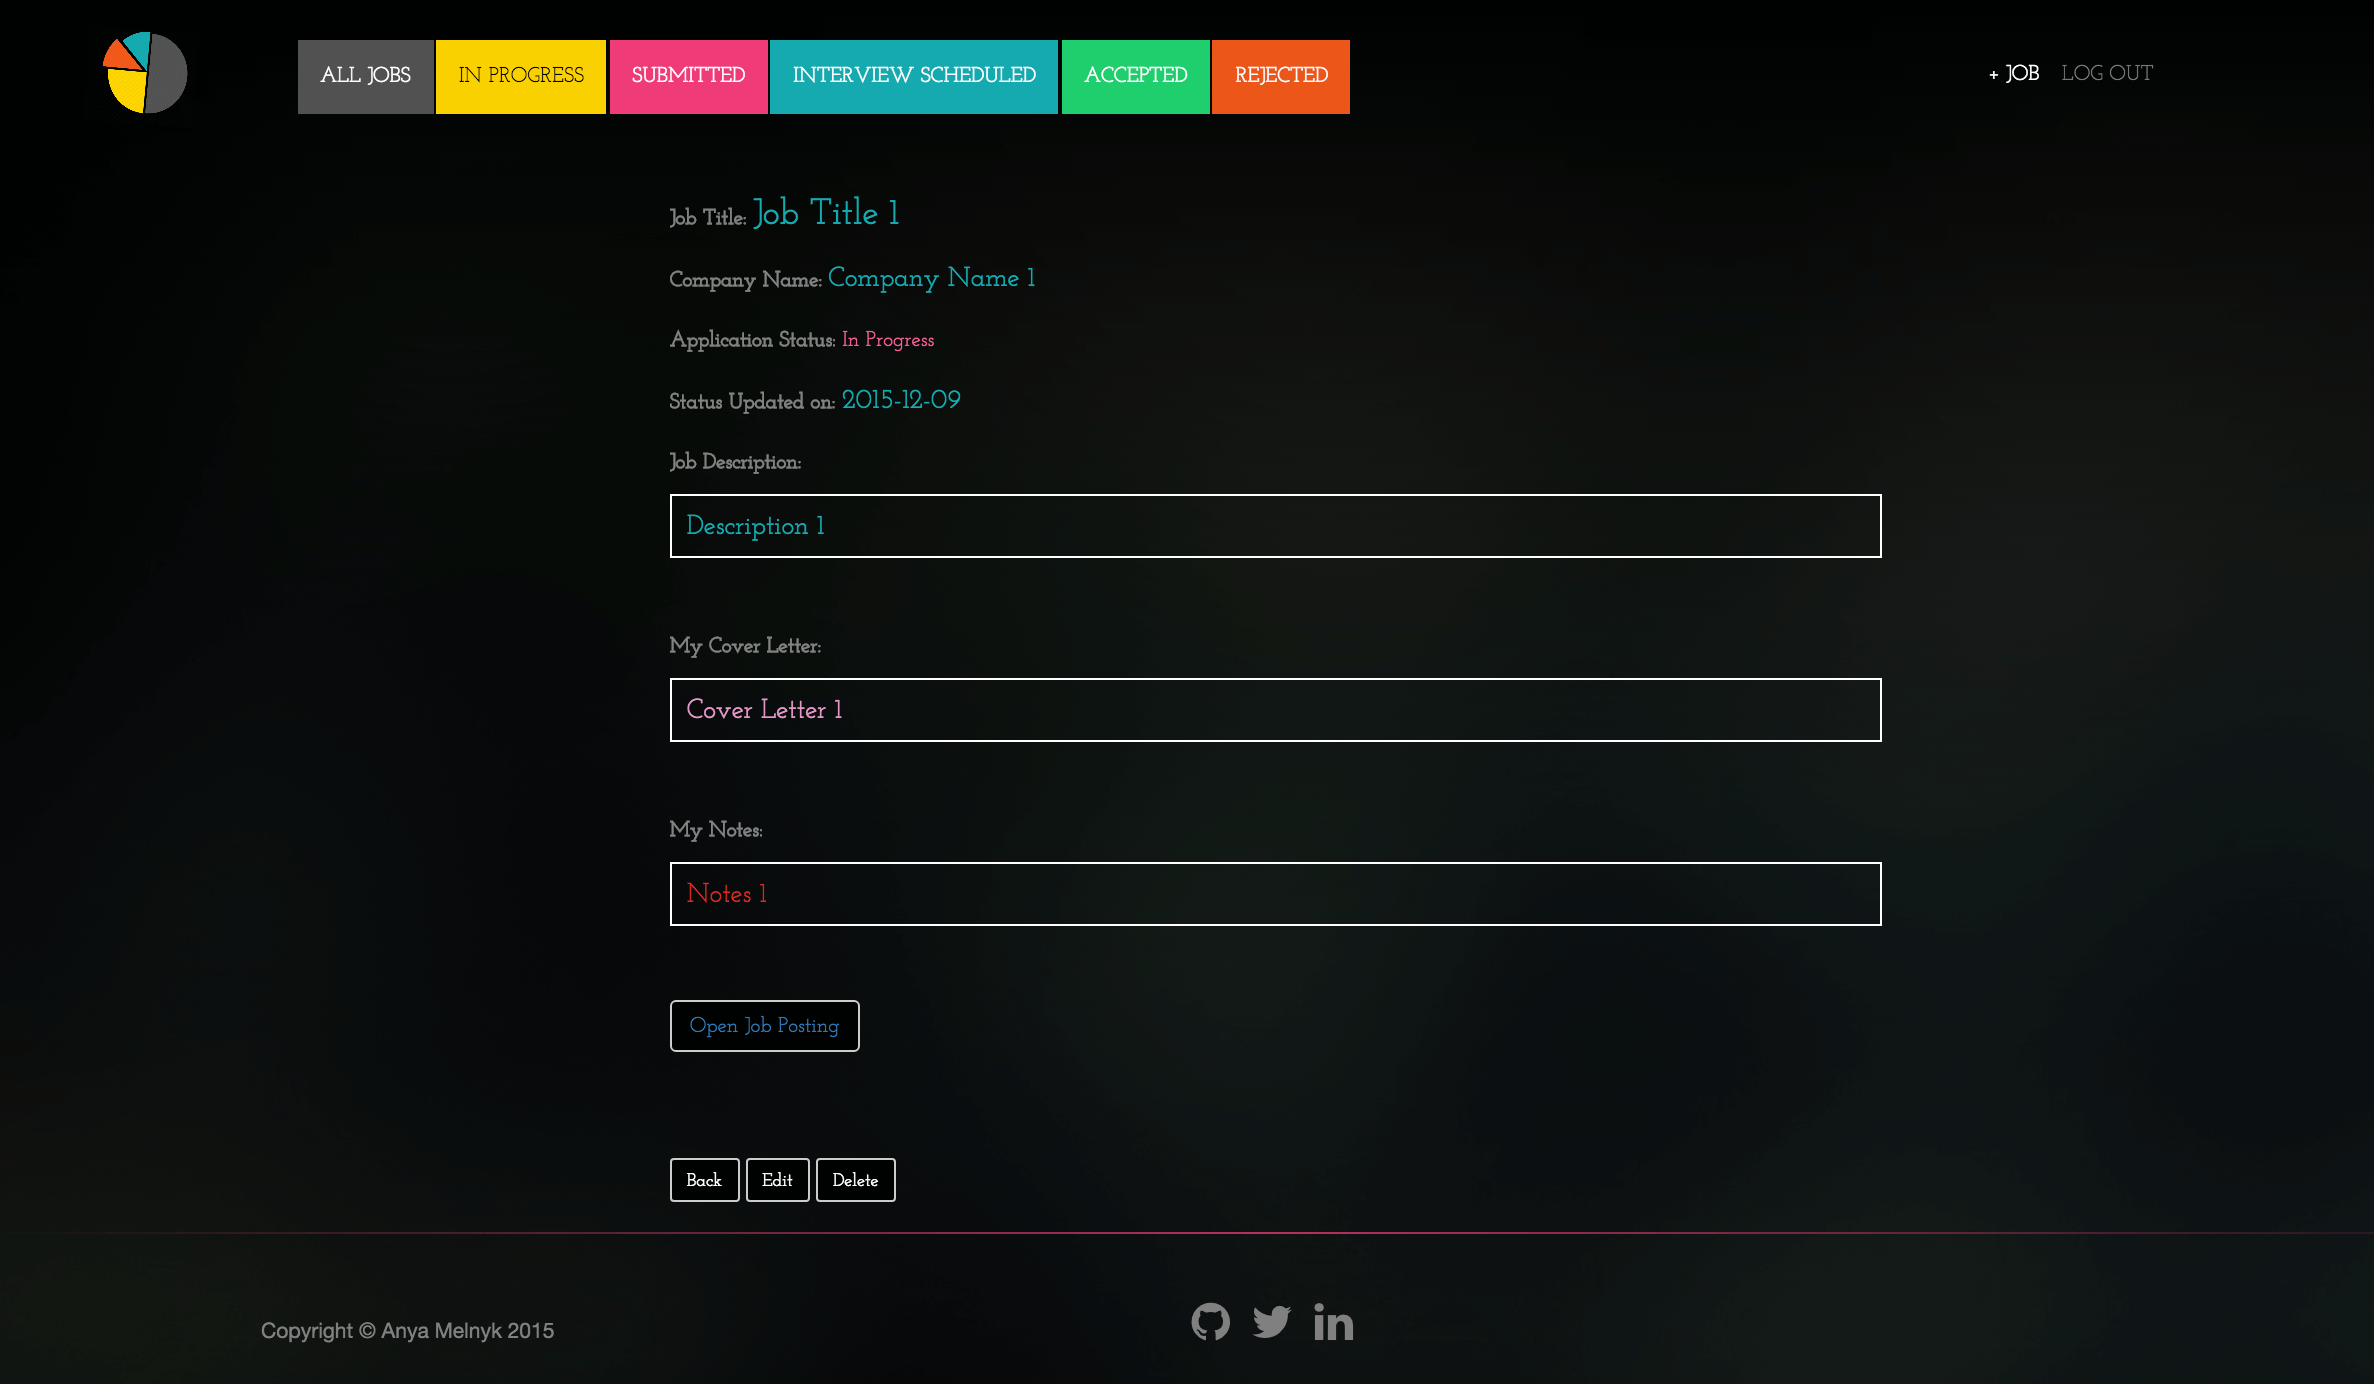 ALL JOBS IN PROGRESS SUBMITTED INTERVIEW SCHEDULED ACCEPTED REJECTED + JOB LOG OUT
Job Title: Job Title 1
Company Name: Company Name 1
Application Status: In Progress
Status Updated on: 2015-12-09
Job Description:
Description 1
My Cover Letter:
Cover Letter 1
My Notes:
Notes 1
Open Job Posting
Back Edit Delete
Copyright © Anya Melnyk 2015